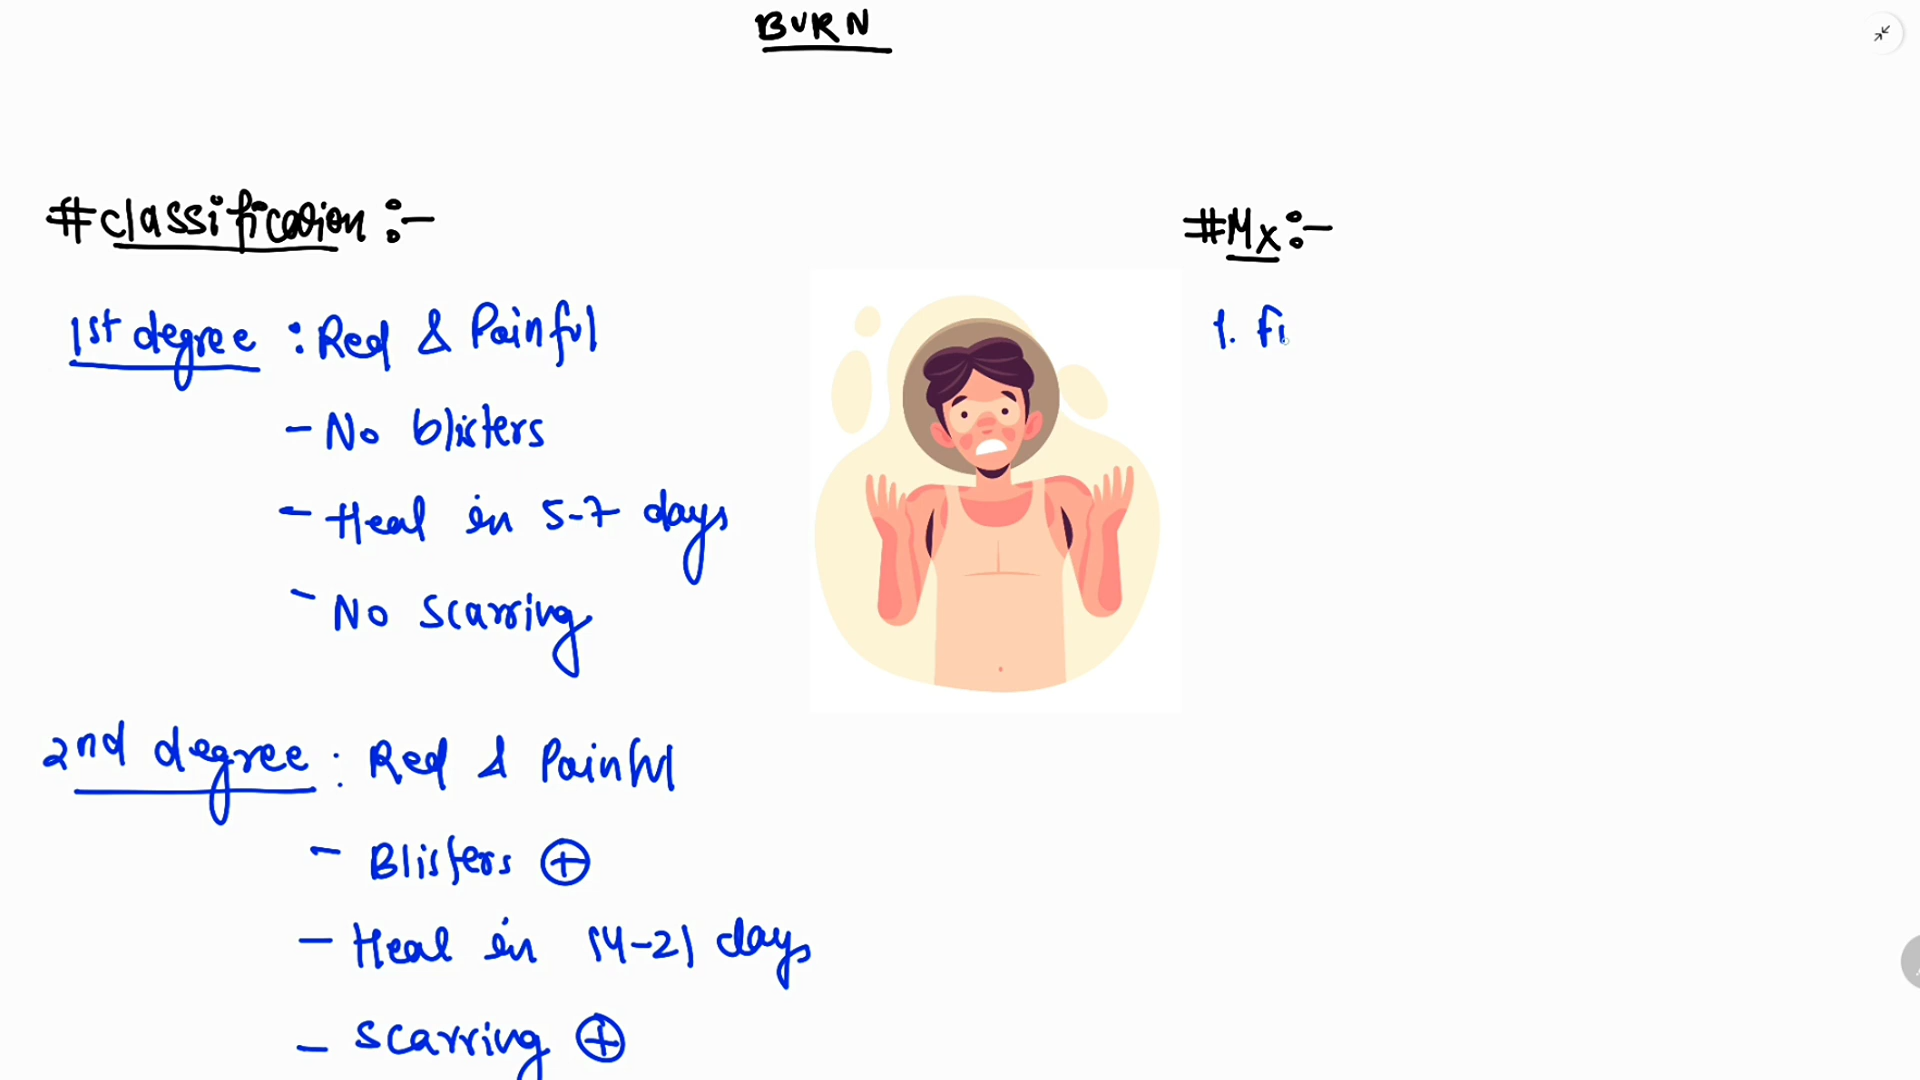 BURN
#classification :-
1st degree : Red & Painful
- No blisters
- Heal in 5-7 days
- No scarring
2nd degree : Red & Painful
- Blisters ⊕
- Heal in 14-21 days
- scarring ⊕
#Mx :-
1. Fi